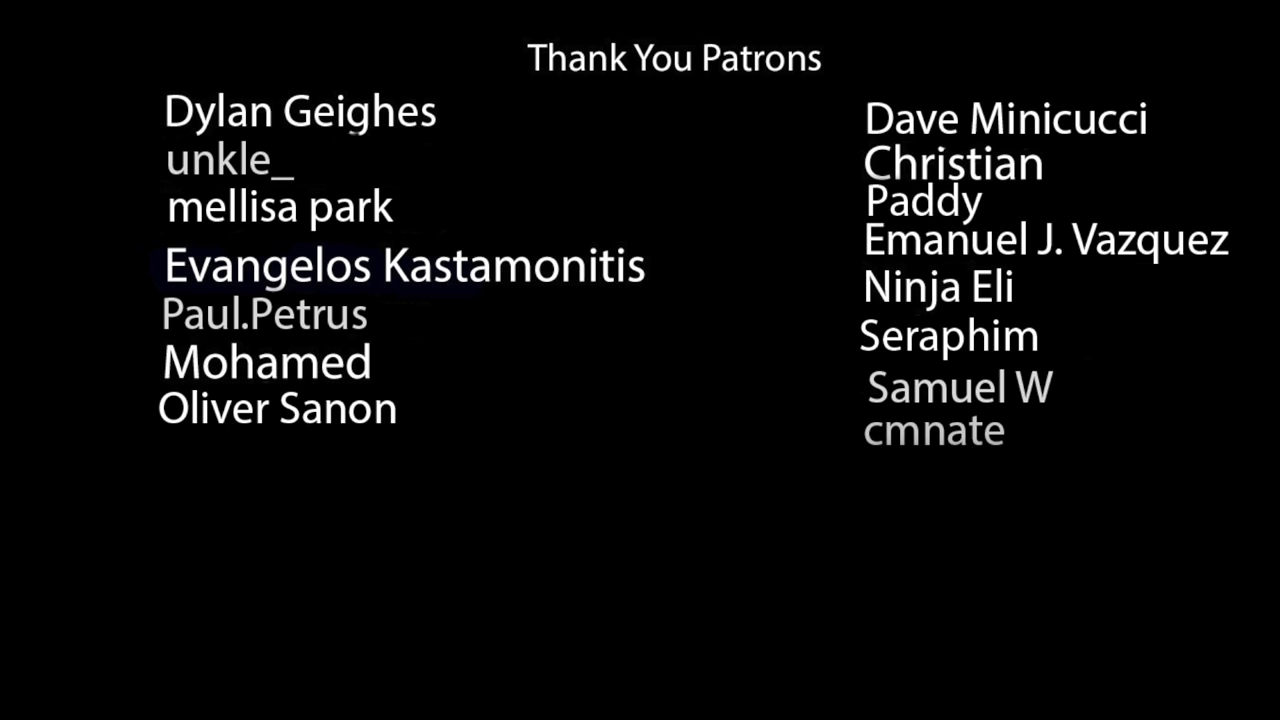 Thank You Patrons
Dylan Geighes
unkle_
mellisa park
Evangelos Kastamonitis
Paul.Petrus
Mohamed
Oliver Sanon
Dave Minicucci
Christian
Paddy
Emanuel J. Vazquez
Ninja Eli
Seraphim
Samuel W
cmnate